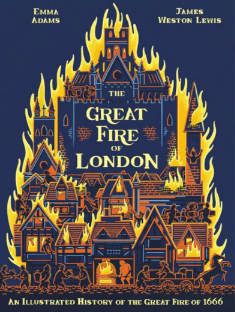 EMMA ADAMS
JAMES WESTON LEWIS
THE
GREAT
FIRE
OF
LONDON
AN ILLUSTRATED HISTORY OF THE GREAT FIRE OF 1666